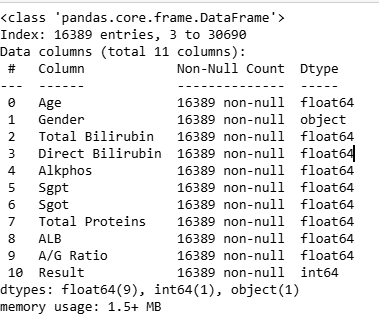 <class 'pandas.core.frame.DataFrame'>
Index: 16389 entries, 3 to 30690
Data columns (total 11 columns):
 #   Column            Non-Null Count  Dtype
---  ------            --------------  -----
 0   Age               16389 non-null  float64
 1   Gender            16389 non-null  object
 2   Total Bilirubin   16389 non-null  float64
 3   Direct Bilirubin  16389 non-null  float64
 4   Alkphos           16389 non-null  float64
 5   Sgpt              16389 non-null  float64
 6   Sgot              16389 non-null  float64
 7   Total Proteins    16389 non-null  float64
 8   ALB               16389 non-null  float64
 9   A/G Ratio         16389 non-null  float64
 10  Result            16389 non-null  int64
dtypes: float64(9), int64(1), object(1)
memory usage: 1.5+ MB